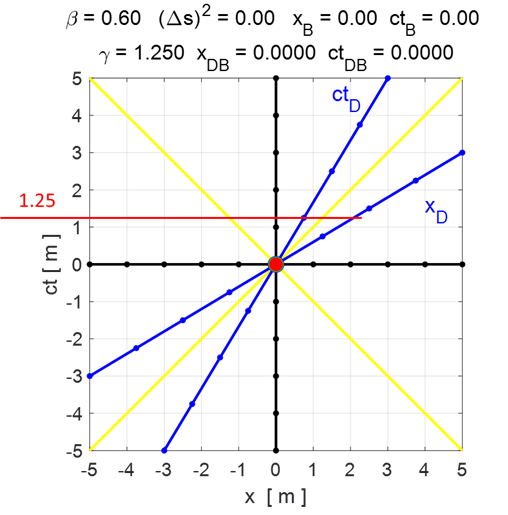 β = 0.60 (Δs)² = 0.00 x_B = 0.00 ct_B = 0.00
γ = 1.250 x_DB = 0.0000 ct_DB = 0.0000
5
4
3
2
1
0
-1
-2
-3
-4
-5
ct [ m ]
1.25
ct_D
x_D
-5 -4 -3 -2 -1 0 1 2 3 4 5
x [ m ]